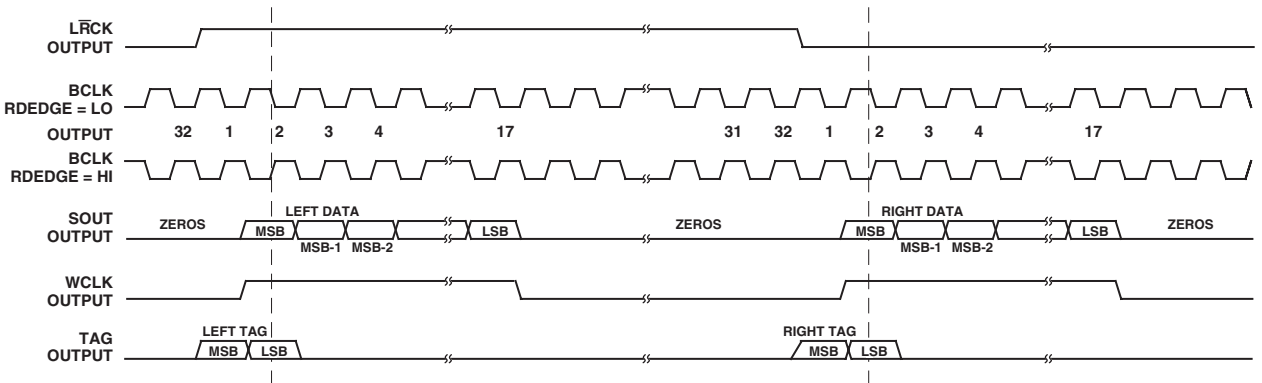 LRCK
OUTPUT
BCLK
RDEDGE = LO
OUTPUT
32 1 2 3 4 17 31 32 1 2 3 4 17
BCLK
RDEDGE = HI
SOUT
OUTPUT
ZEROS LEFT DATA ZEROS RIGHT DATA ZEROS
MSB LSB MSB LSB
MSB-1 MSB-2 MSB-1 MSB-2
WCLK
OUTPUT
TAG
OUTPUT
LEFT TAG RIGHT TAG
MSB LSB MSB LSB